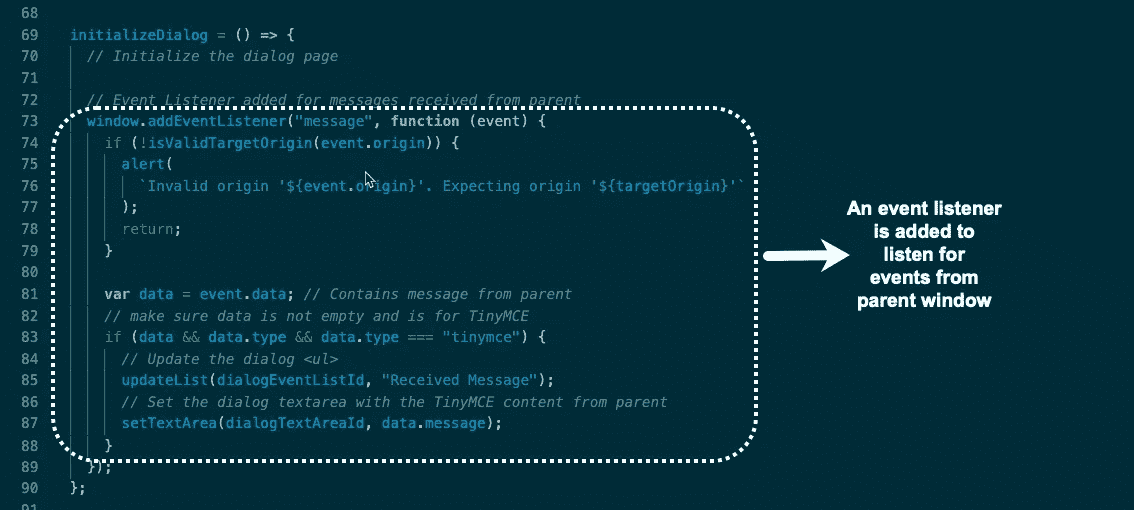 68
69 initializeDialog = () => {
70 // Initialize the dialog page
71
72 // Event Listener added for messages received from parent
73 window.addEventListener("message", function (event) {
74 if (!isValidTargetOrigin(event.origin)) {
75 alert(
76 `Invalid origin '${event.origin}'. Expecting origin '${targetOrigin}'`
77 );
78 return;
79 }
80
81 var data = event.data; // Contains message from parent
82 // make sure data is not empty and is for TinyMCE
83 if (data && data.type && data.type === "tinymce") {
84 // Update the dialog <ul>
85 updateList(dialogEventListId, "Received Message");
86 // Set the dialog textarea with the TinyMCE content from parent
87 setTextArea(dialogTextAreaId, data.message);
88 }
89 });
90 };
91
An event listener
is added to
listen for
events from
parent window